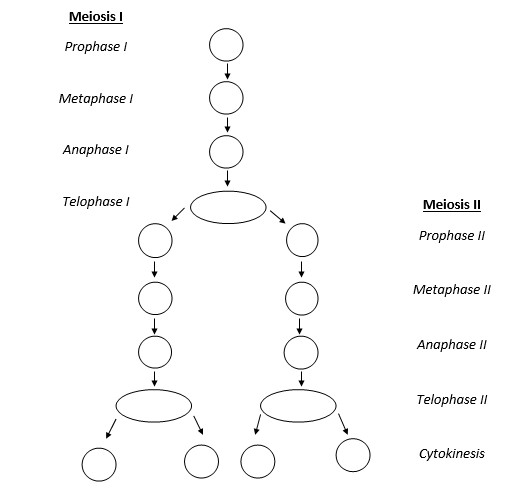 Meiosis I
Prophase I
Metaphase I
Anaphase I
Telophase I
Meiosis II
Prophase II
Metaphase II
Anaphase II
Telophase II
Cytokinesis